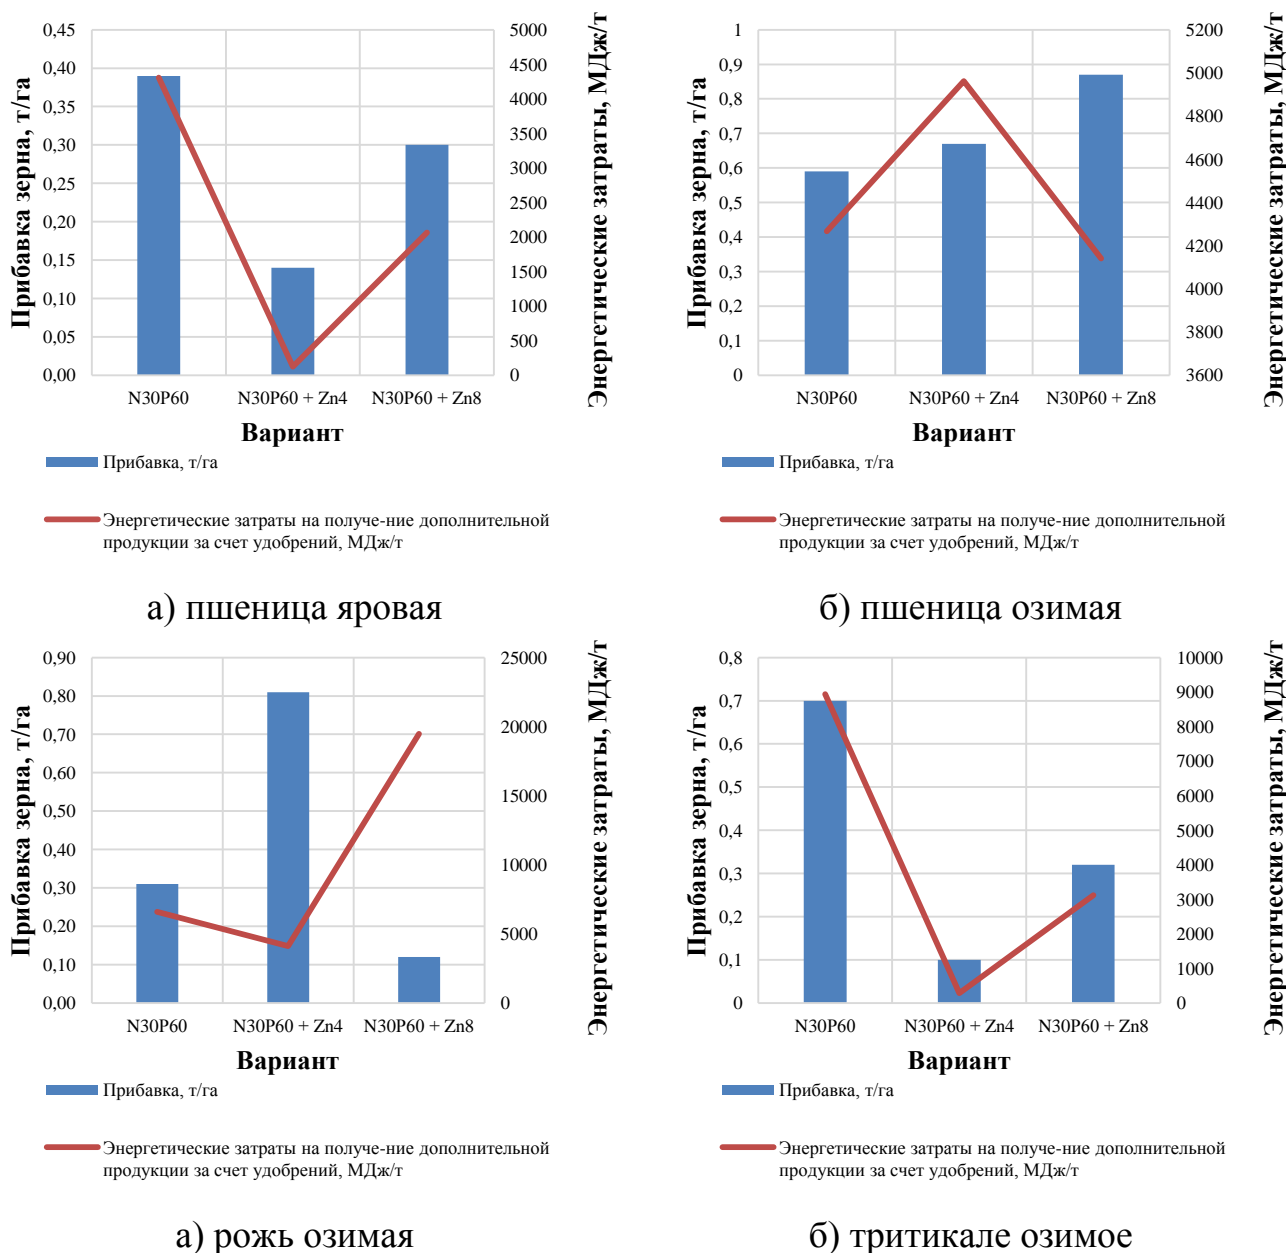 Прибавка зерна, т/га
0,45
0,40
0,35
0,30
0,25
0,20
0,15
0,10
0,05
0,00
5000
4500
4000
3500
3000
2500
2000
1500
1000
500
0
Энергетические затраты, МДж/т
N30P60 N30P60 + Zn4 N30P60 + Zn8
Вариант
Прибавка, т/га
Энергетические затраты на получе-ние дополнительной
продукции за счет удобрений, МДж/т
а) пшеница яровая
Прибавка зерна, т/га
1
0,9
0,8
0,7
0,6
0,5
0,4
0,3
0,2
0,1
0
5200
5000
4800
4600
4400
4200
4000
3800
3600
Энергетические затраты, МДж/т
N30P60 N30P60 + Zn4 N30P60 + Zn8
Вариант
Прибавка, т/га
Энергетические затраты на получе-ние дополнительной
продукции за счет удобрений, МДж/т
б) пшеница озимая
Прибавка зерна, т/га
0,90
0,80
0,70
0,60
0,50
0,40
0,30
0,20
0,10
0,00
25000
20000
15000
10000
5000
0
Энергетические затраты, МДж/т
N30P60 N30P60 + Zn4 N30P60 + Zn8
Вариант
Прибавка, т/га
Энергетические затраты на получе-ние дополнительной
продукции за счет удобрений, МДж/т
а) рожь озимая
Прибавка зерна, т/га
0,8
0,7
0,6
0,5
0,4
0,3
0,2
0,1
0
10000
9000
8000
7000
6000
5000
4000
3000
2000
1000
0
Энергетические затраты, МДж/т
N30P60 N30P60 + Zn4 N30P60 + Zn8
Вариант
Прибавка, т/га
Энергетические затраты на получе-ние дополнительной
продукции за счет удобрений, МДж/т
б) тритикале озимое